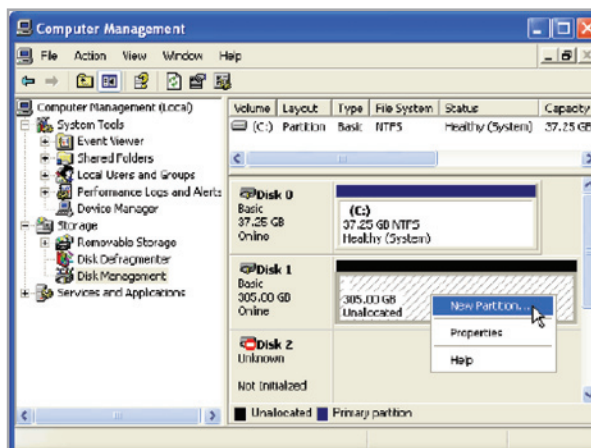 Computer Management
File Action View Window Help
Computer Management (Local)
System Tools
Event Viewer
Shared Folders
Local Users and Groups
Performance Logs and Alerts
Device Manager
Storage
Removable Storage
Disk Defragmenter
Disk Management
Services and Applications
Volume Layout Type File System Status Capacity
(C:) Partition Basic NTFS Healthy (System) 37.25 GB
Disk 0
Basic
37.25 GB
Online
(C:)
37.25 GB NTFS
Healthy (System)
Disk 1
Basic
305.00 GB
Online
305.00 GB
Unallocated
New Partition...
Properties
Help
Disk 2
Unknown
Not Initialized
Unallocated Primary partition